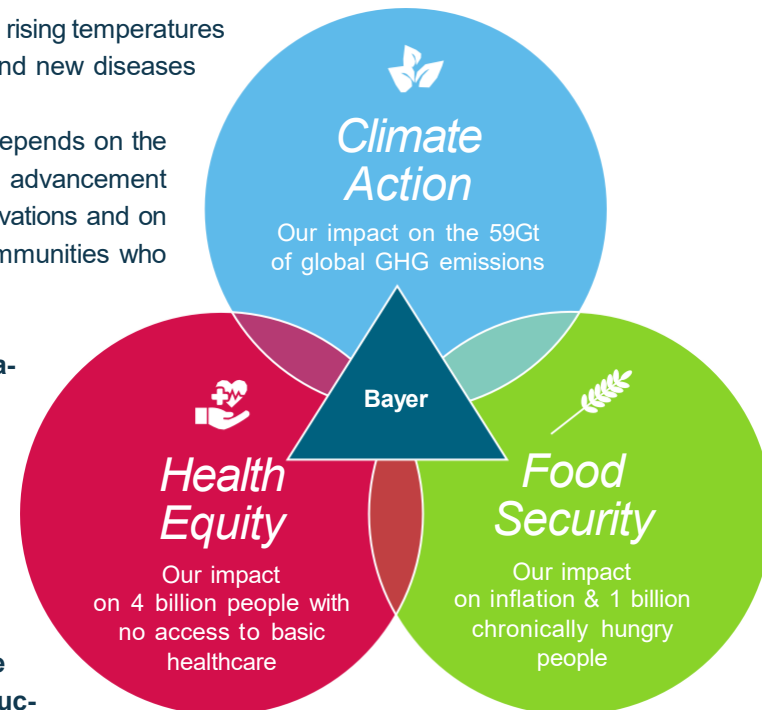 rising temperatures
nd new diseases
epends on the
advancement
vations and on
mmunities who
a-
e
uc-
Climate
Action
Our impact on the 59Gt
of global GHG emissions
Bayer
Health
Equity
Our impact
on 4 billion people with
no access to basic
healthcare
Food
Security
Our impact
on inflation & 1 billion
chronically hungry
people